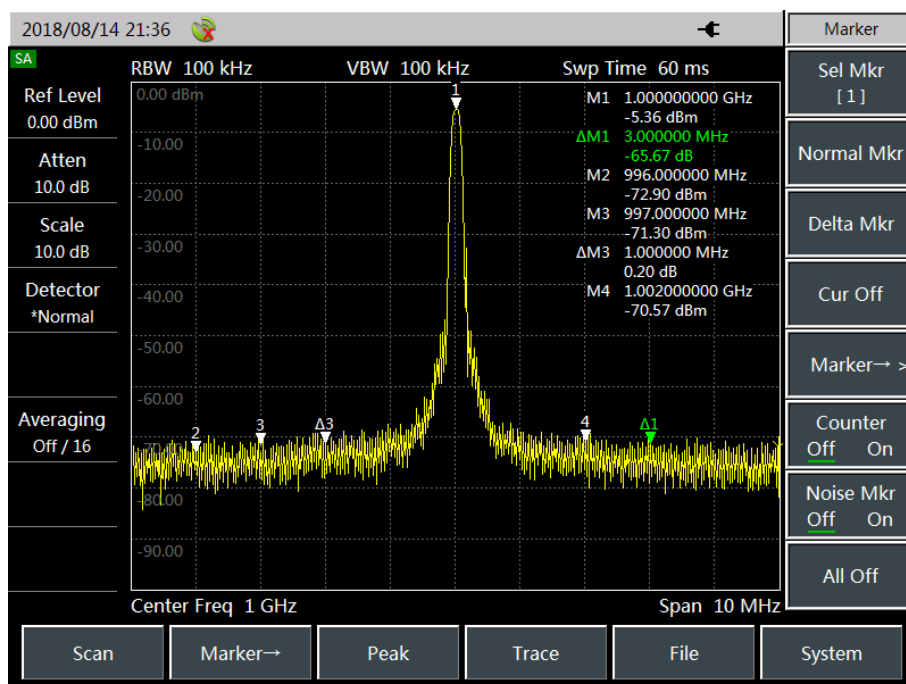 2018/08/14 21:36
Marker
SA
RBW 100 kHz VBW 100 kHz Swp Time 60 ms
Ref Level
0.00 dBm
Atten
10.0 dB
Scale
10.0 dB
Detector
*Normal
Averaging
Off / 16
0.00 dBm
-10.00
-20.00
-30.00
-40.00
-50.00
-60.00
-70.00
-80.00
-90.00
1
2
3
Δ3
4
Δ1
M1 1.000000000 GHz
-5.36 dBm
ΔM1 3.000000 MHz
-65.67 dB
M2 996.000000 MHz
-72.90 dBm
M3 997.000000 MHz
-71.30 dBm
ΔM3 1.000000 MHz
0.20 dB
M4 1.002000000 GHz
-70.57 dBm
Center Freq 1 GHz Span 10 MHz
Sel Mkr
[ 1 ]
Normal Mkr
Delta Mkr
Cur Off
Marker→ >
Counter
Off On
Noise Mkr
Off On
All Off
Scan Marker→ Peak Trace File System